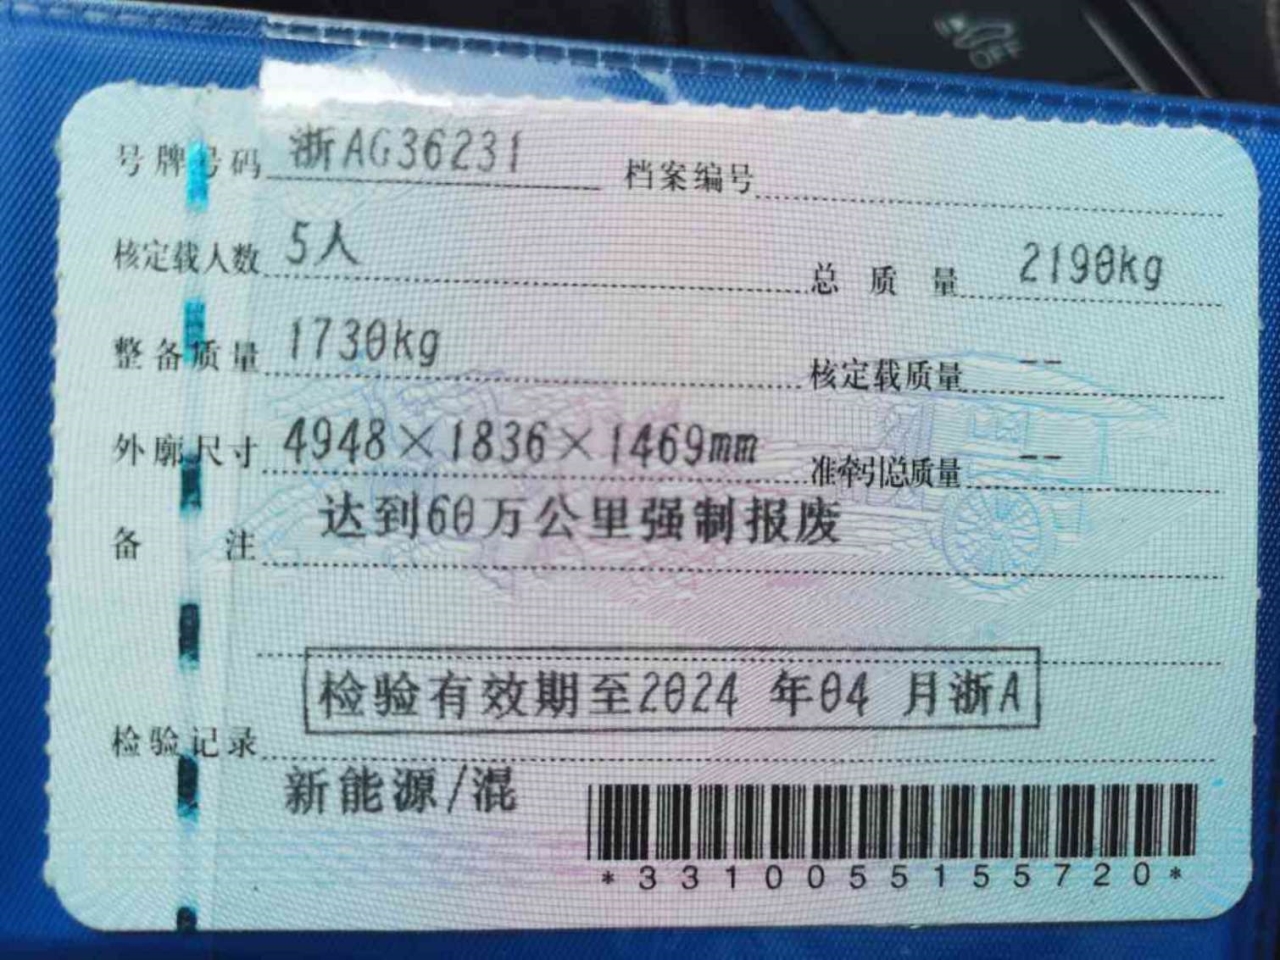 号牌号码 浙AG36231 档案编号
核定载人数 5人 总质量 2190kg
整备质量 1730kg 核定载质量 --
外廓尺寸 4948×1836×1469mm 准牵引总质量 --
备注 达到60万公里强制报废
检验有效期至2024 年04 月浙A
检验记录
新能源/混
*3310055155720*